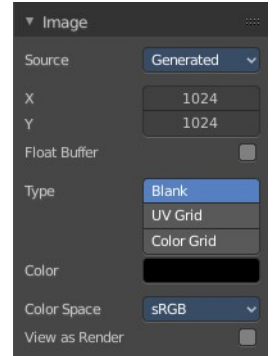 Image
Source Generated
X 1024
Y 1024
Float Buffer
Type Blank
UV Grid
Color Grid
Color
Color Space sRGB
View as Render